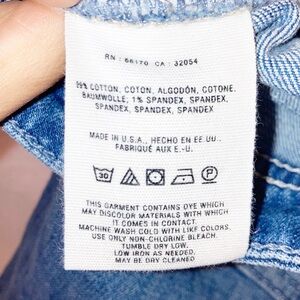 RN : 66170 CA : 32054
99% COTTON, COTON, ALGODÓN, COTONE,
BAUMWOLLE, 1% SPANDEX, SPANDEX,
SPANDEX, SPANDEX, SPANDEX
MADE IN U.S.A., HECHO EN EE.UU.,
FABRIQUÉ AUX E.-U.
30 P
THIS GARMENT CONTAINS DYE WHICH
MAY DISCOLOR MATERIALS WITH WHICH
IT COMES IN CONTACT.
MACHINE WASH COLD WITH LIKE COLORS.
USE ONLY NON-CHLORINE BLEACH.
TUMBLE DRY LOW.
LOW IRON AS NEEDED.
MAY BE DRY CLEANED.